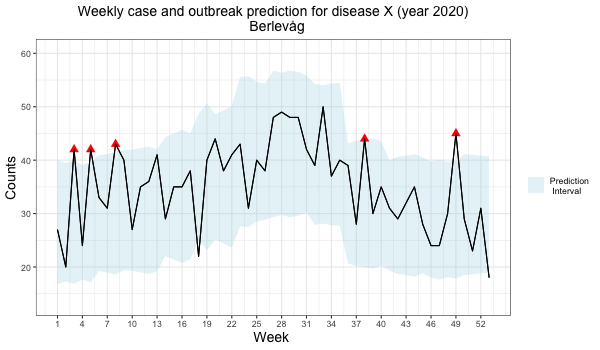 Weekly case and outbreak prediction for disease X (year 2020)
Berlevåg
60
50
40
30
20
Counts
1 4 7 10 13 16 19 22 25 28 31 34 37 40 43 46 49 52
Week
Prediction
Interval